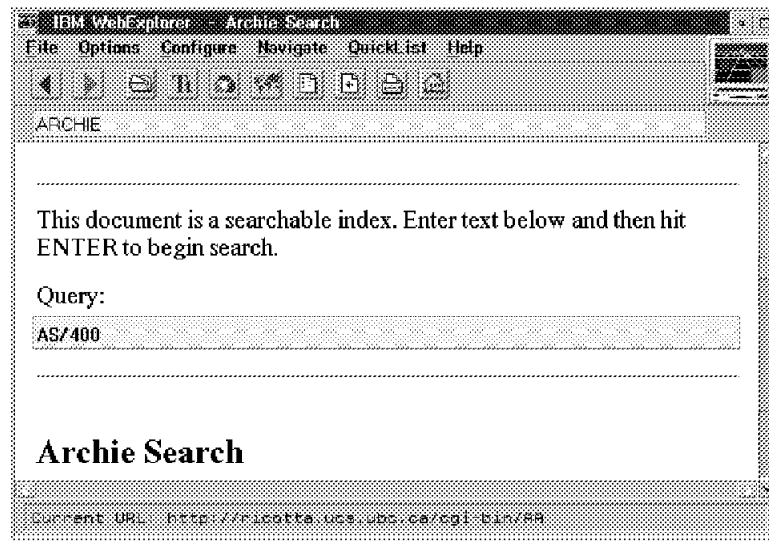 IBM WebExplorer - Archie Search
File Options Configure Navigate QuickList Help
ARCHIE
This document is a searchable index. Enter text below and then hit
ENTER to begin search.
Query:
AS/400
Archie Search
Current URL: http://ricotta.ucs.ubc.ca/cgi-bin/AA